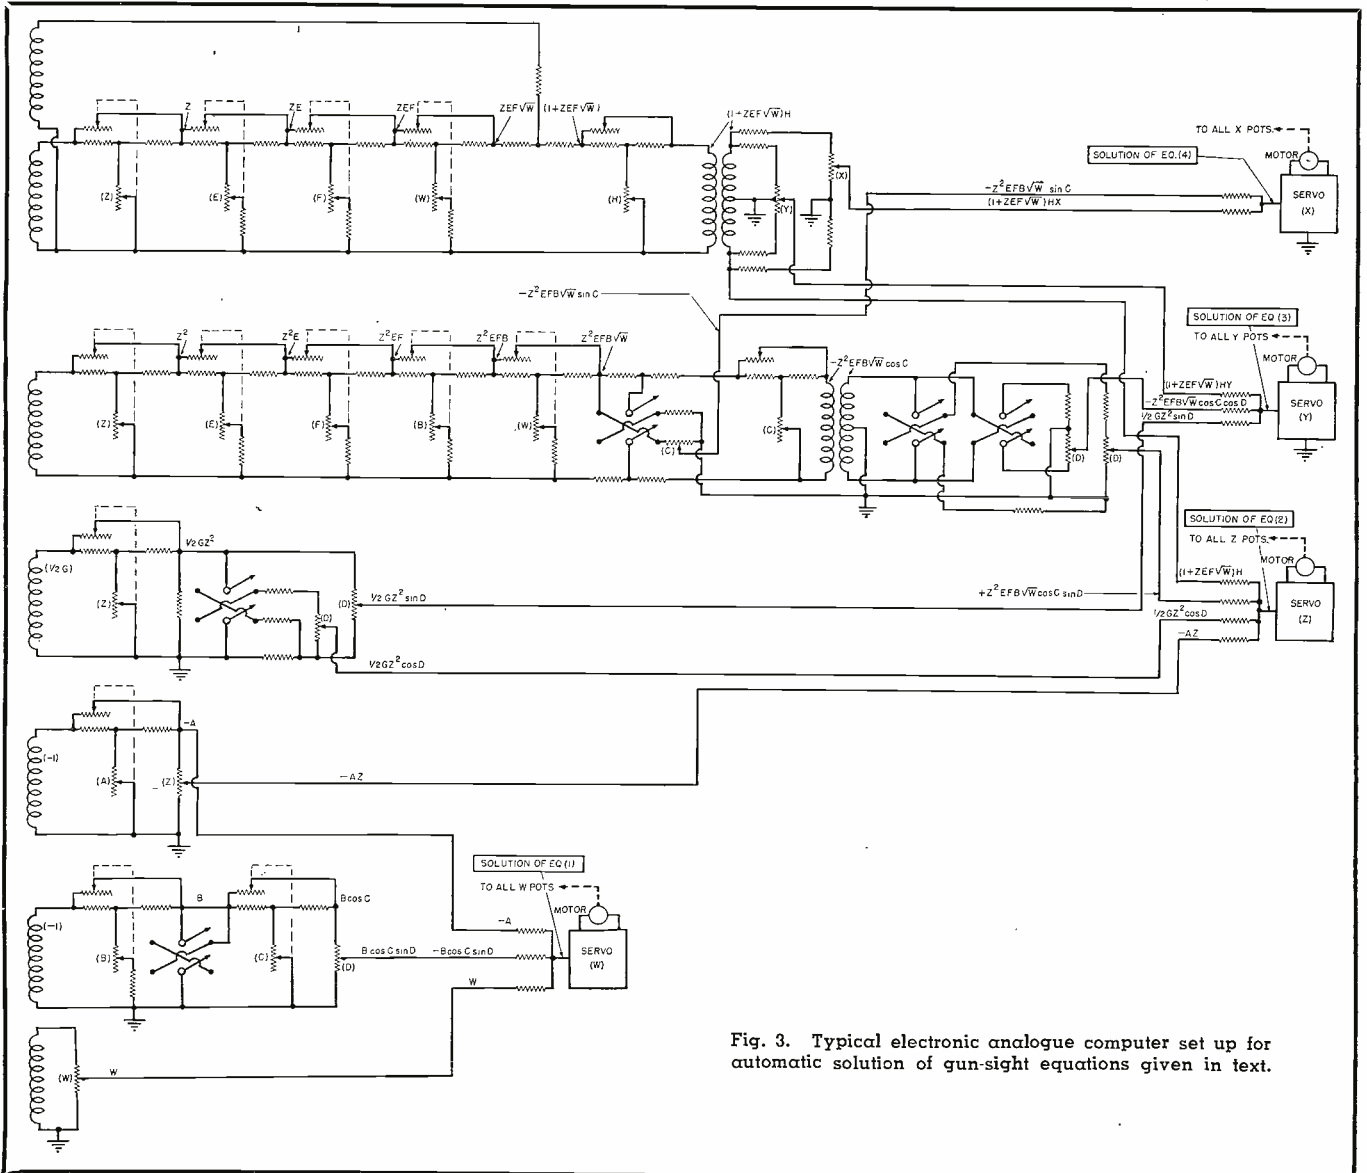 Z ZE ZEF ZEF√W (1+ZEF√W)
(1+ZEF√W)H
(Z) (E) (F) (W) (H) (Y) (X)
TO ALL X POTS.
SOLUTION OF EQ.(4)
MOTOR
-Z²EFB√W sin C
(1+ZEF√W)HX
SERVO
(X)
-Z²EFB√W sin C
Z² Z²E Z²EF Z²EFB Z²EFB√W
-Z²EFB√W cos C
(Z) (E) (F) (B) (W) (C) (C) (D) (D)
SOLUTION OF EQ (3)
TO ALL Y POTS
MOTOR
(1+ZEF√W)HY
-Z²EFB√W cos C cos D
1/2 GZ² sin D
SERVO
(Y)
(1/2 G)
1/2 GZ²
(Z) (D) (D)
1/2 GZ² sin D
1/2 GZ² cos D
+Z²EFB√W cos C sin D
SOLUTION OF EQ(2)
TO ALL Z POTS.
MOTOR
(1+ZEF√W)H
1/2 GZ² cos D
-AZ
SERVO
(Z)
(-1)
-A
(A) (Z)
-AZ
(-1)
B
B cos C
(B) (C) (D)
B cos C sin D -B cos C sin D
SOLUTION OF EQ (1)
TO ALL W POTS
MOTOR
-A
W
SERVO
(W)
(W)
W
Fig. 3. Typical electronic analogue computer set up for
automatic solution of gun-sight equations given in text.